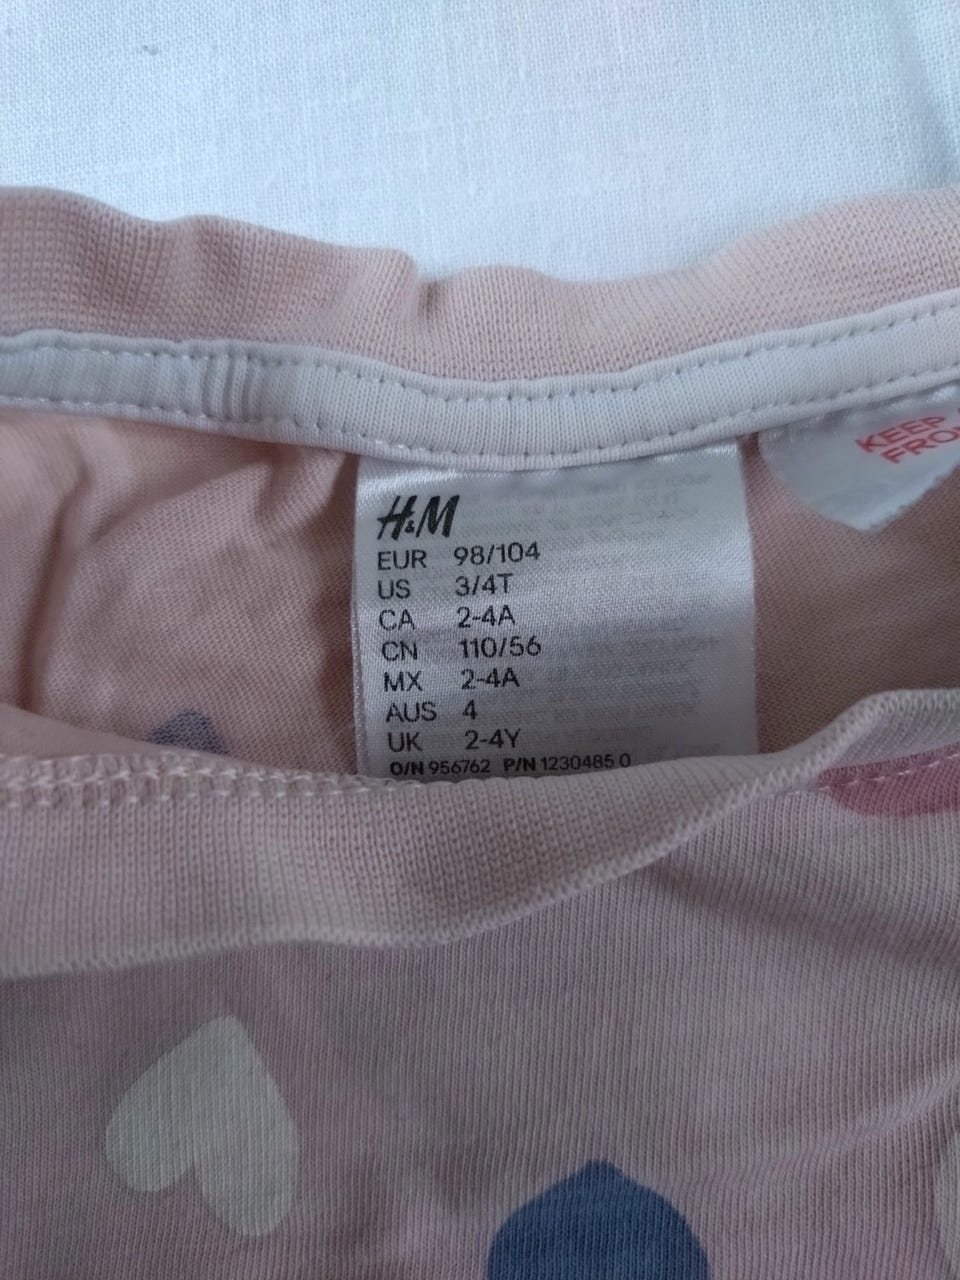 H&M
EUR 98/104
US 3/4T
CA 2-4A
CN 110/56
MX 2-4A
AUS 4
UK 2-4Y
O/N 956762 P/N 1230485 0
KEEP
FRO